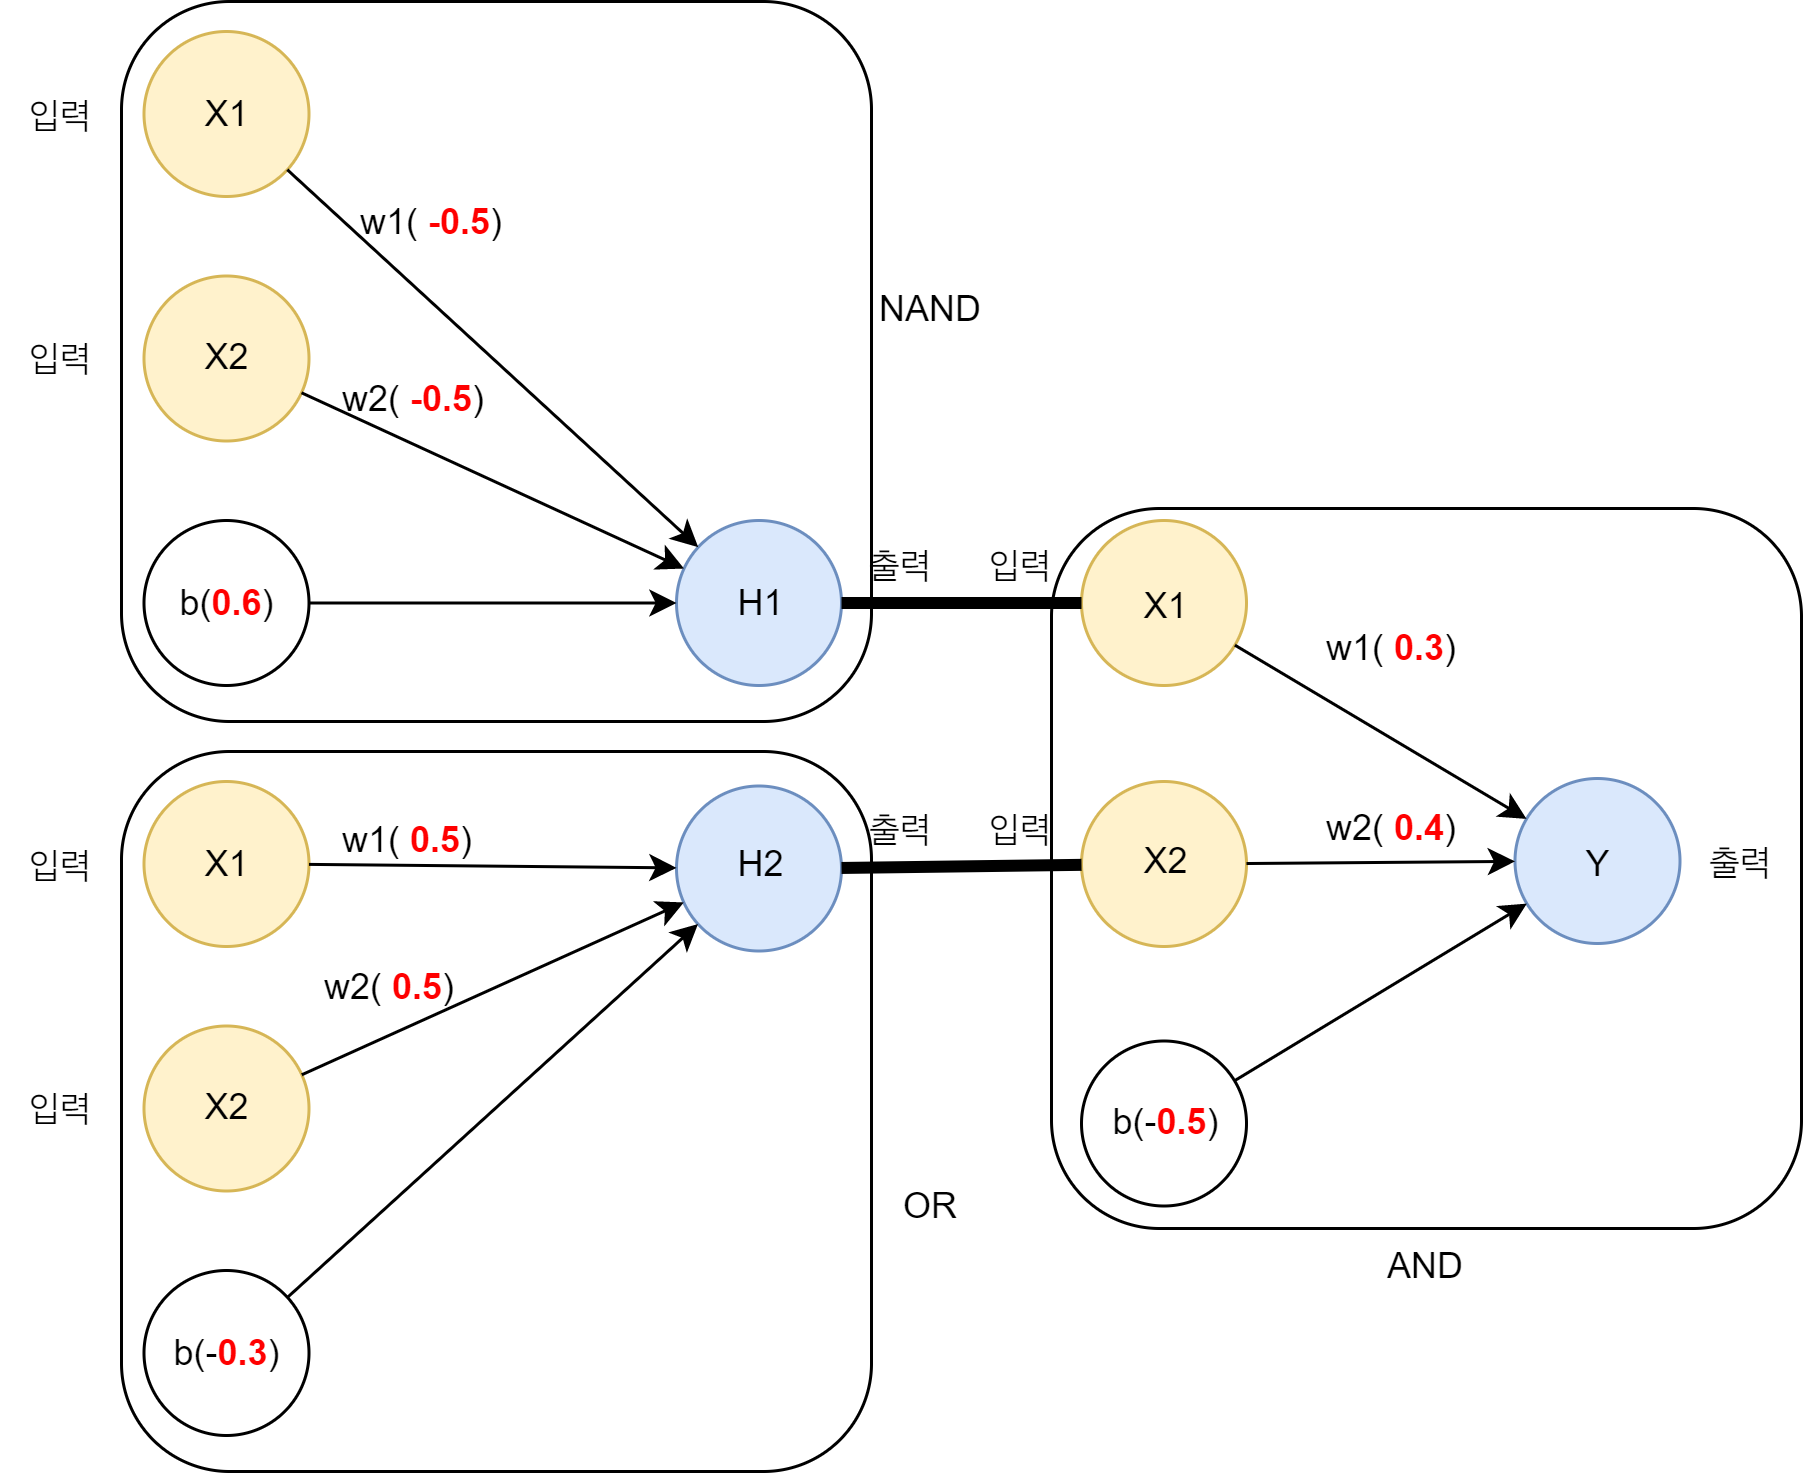 입력
X1
w1( -0.5)
입력
X2
w2( -0.5)
b(0.6)
H1
NAND
출력
입력
입력
X1
w1( 0.5)
H2
w2( 0.5)
입력
X2
b(-0.3)
OR
출력
입력
X1
w1( 0.3)
X2
w2( 0.4)
Y
출력
b(-0.5)
AND